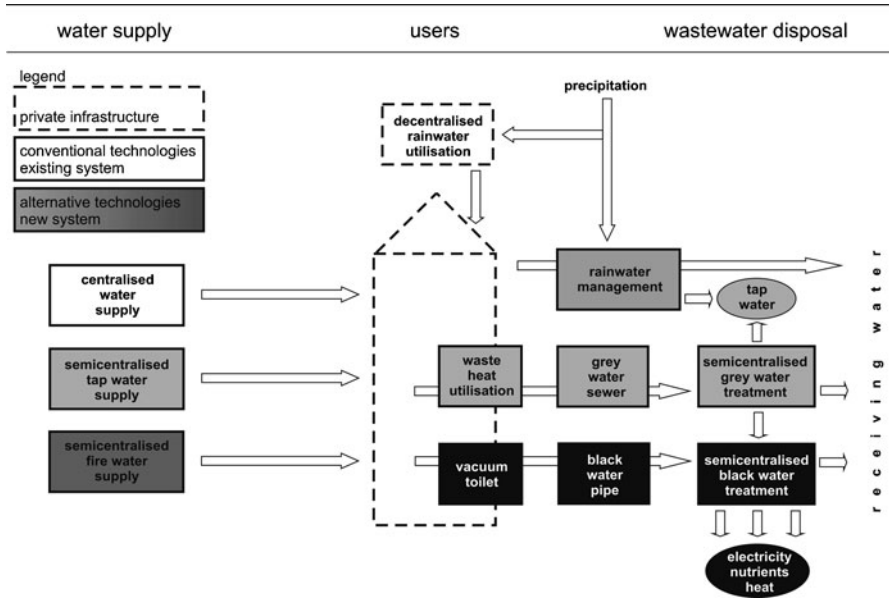 water supply
users
wastewater disposal
legend
private infrastructure
conventional technologies
existing system
alternative technologies
new system
precipitation
decentralised
rainwater
utilisation
centralised
water
supply
rainwater
management
tap
water
semicentralised
tap water
supply
waste
heat
utilisation
grey
water
sewer
semicentralised
grey water
treatment
semicentralised
fire water
supply
vacuum
toilet
black
water
pipe
semicentralised
black water
treatment
electricity
nutrients
heat
receiving water